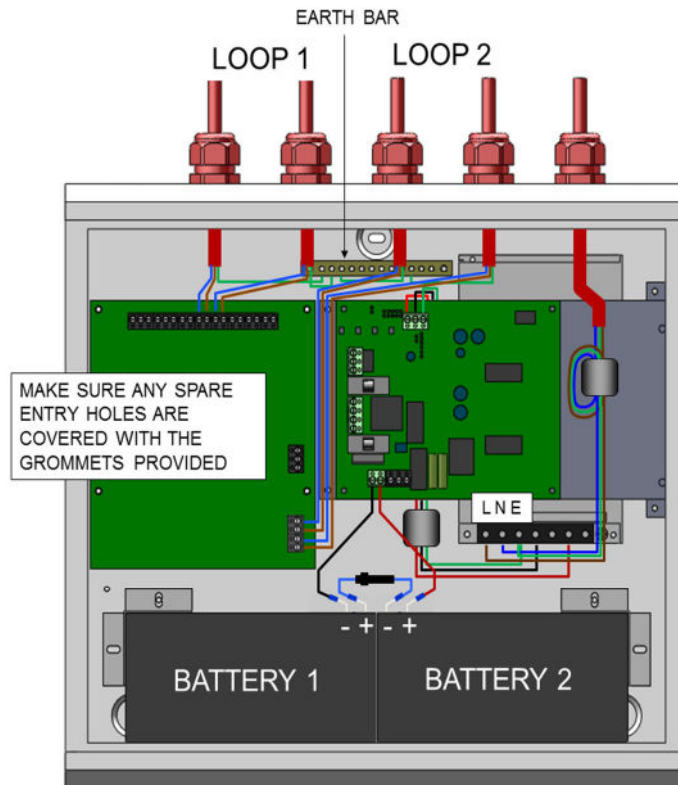 EARTH BAR
LOOP 1
LOOP 2
MAKE SURE ANY SPARE
ENTRY HOLES ARE
COVERED WITH THE
GROMMETS PROVIDED
L N E
- +
- +
BATTERY 1
BATTERY 2